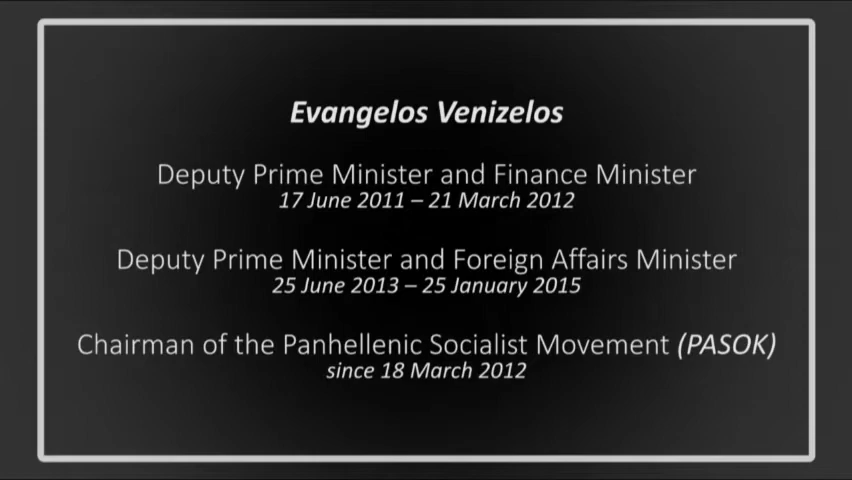 Evangelos Venizelos
Deputy Prime Minister and Finance Minister
17 June 2011 – 21 March 2012
Deputy Prime Minister and Foreign Affairs Minister
25 June 2013 – 25 January 2015
Chairman of the Panhellenic Socialist Movement (PASOK)
since 18 March 2012